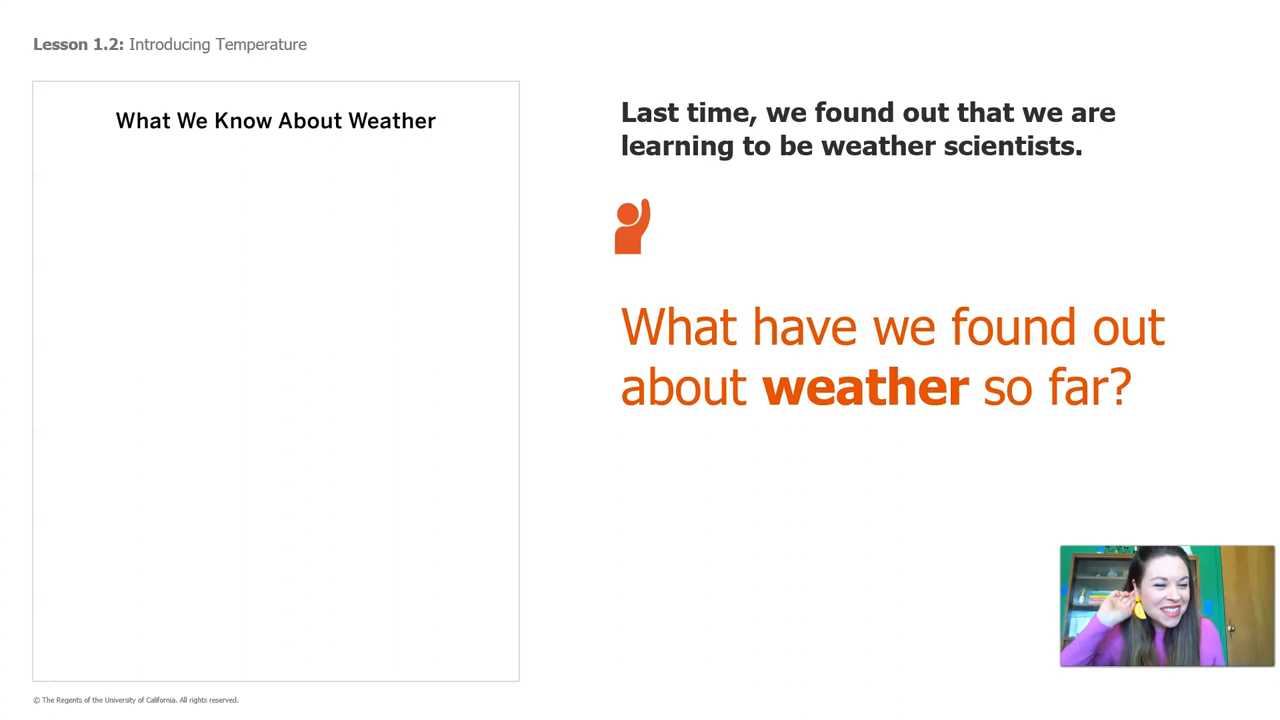 Lesson 1.2: Introducing Temperature
What We Know About Weather
Last time, we found out that we are
learning to be weather scientists.
What have we found out
about weather so far?
© The Regents of the University of California. All rights reserved.